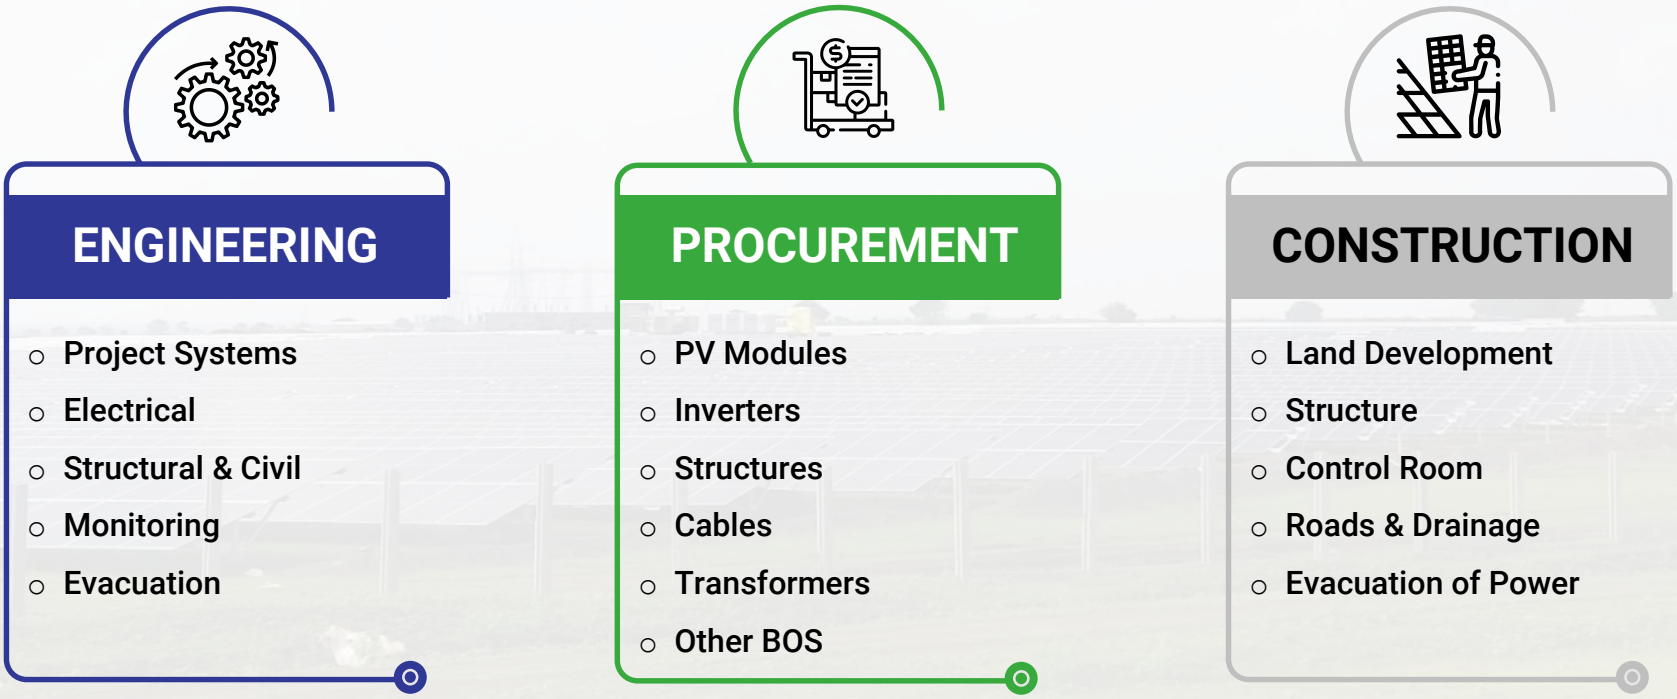 ENGINEERING
○ Project Systems
○ Electrical
○ Structural & Civil
○ Monitoring
○ Evacuation
PROCUREMENT
○ PV Modules
○ Inverters
○ Structures
○ Cables
○ Transformers
○ Other BOS
CONSTRUCTION
○ Land Development
○ Structure
○ Control Room
○ Roads & Drainage
○ Evacuation of Power